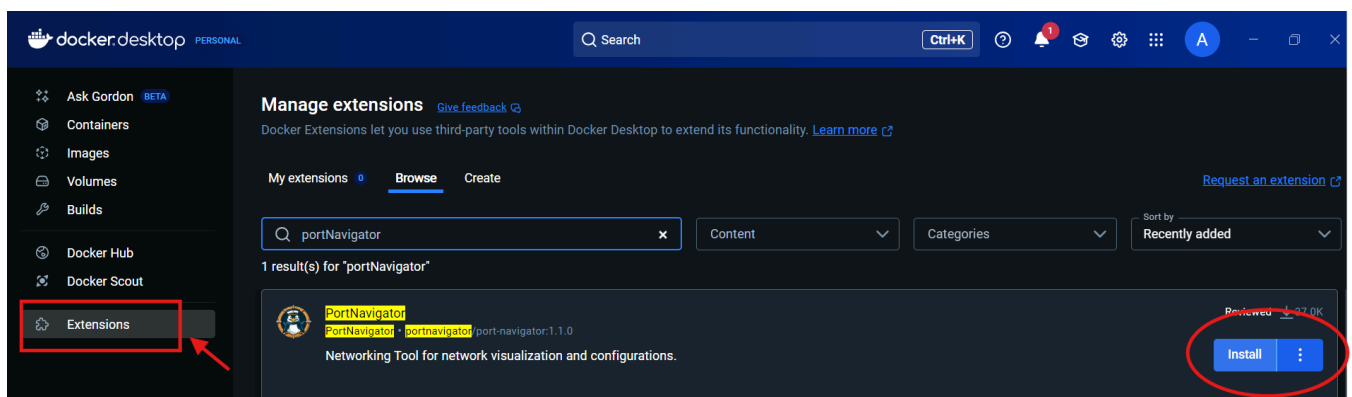 docker.desktop PERSONAL
Search
Ctrl+K
1
A
Ask Gordon BETA
Containers
Images
Volumes
Builds
Docker Hub
Docker Scout
Extensions
Manage extensions Give feedback
Docker Extensions let you use third-party tools within Docker Desktop to extend its functionality. Learn more
My extensions 0 Browse Create
Request an extension
portNavigator
Content
Categories
Sort by
Recently added
1 result(s) for "portNavigator"
PortNavigator
PortNavigator • portnavigator/port-navigator:1.1.0
Networking Tool for network visualization and configurations.
Reviewed 37.0K
Install